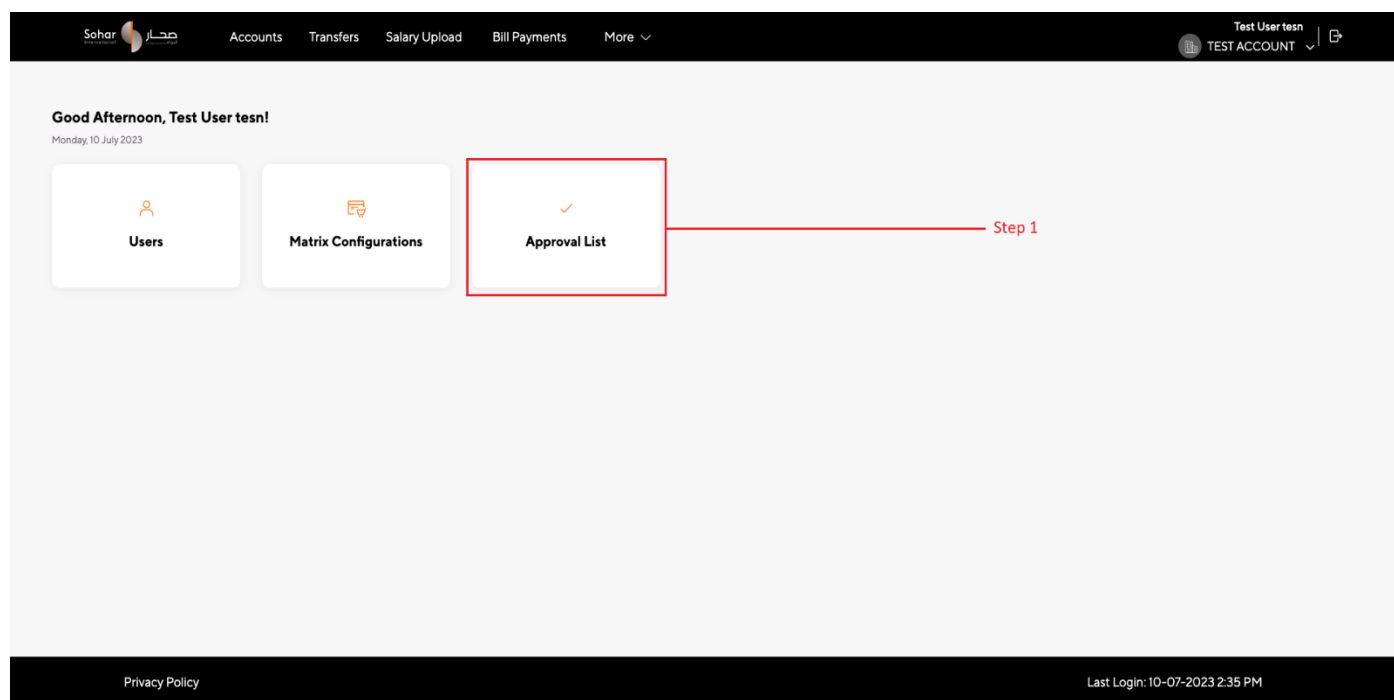 Sohar صحار
International
Accounts Transfers Salary Upload Bill Payments More
Test User tesn
TEST ACCOUNT
Good Afternoon, Test User tesn!
Monday, 10 July 2023
Users
Matrix Configurations
Approval List
Step 1
Privacy Policy
Last Login: 10-07-2023 2:35 PM